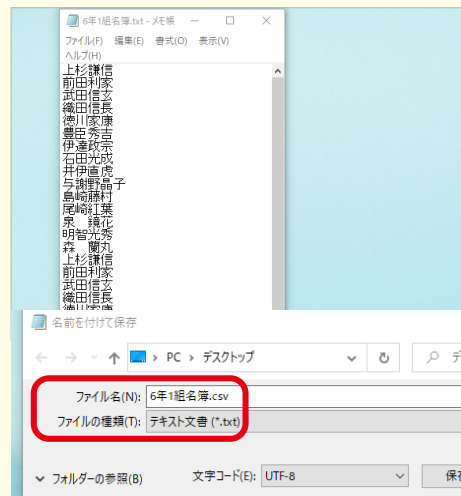 6年1組名簿.txt - メモ帳
ファイル(F) 編集(E) 書式(O) 表示(V)
ヘルプ(H)
上杉謙信
前田利家
武田信玄
織田信長
徳川家康
豊臣秀吉
伊達政宗
石田光成
井伊直虎
与謝野晶子
島崎藤村
尾崎紅葉
泉　鏡花
明智光秀
森　蘭丸
上杉謙信
前田利家
武田信玄
織田信長
徳川家康
名前を付けて保存
PC > デスクトップ
ファイル名(N): 6年1組名簿.csv
ファイルの種類(T): テキスト文書 (*.txt)
フォルダーの参照(B) 文字コード(E): UTF-8